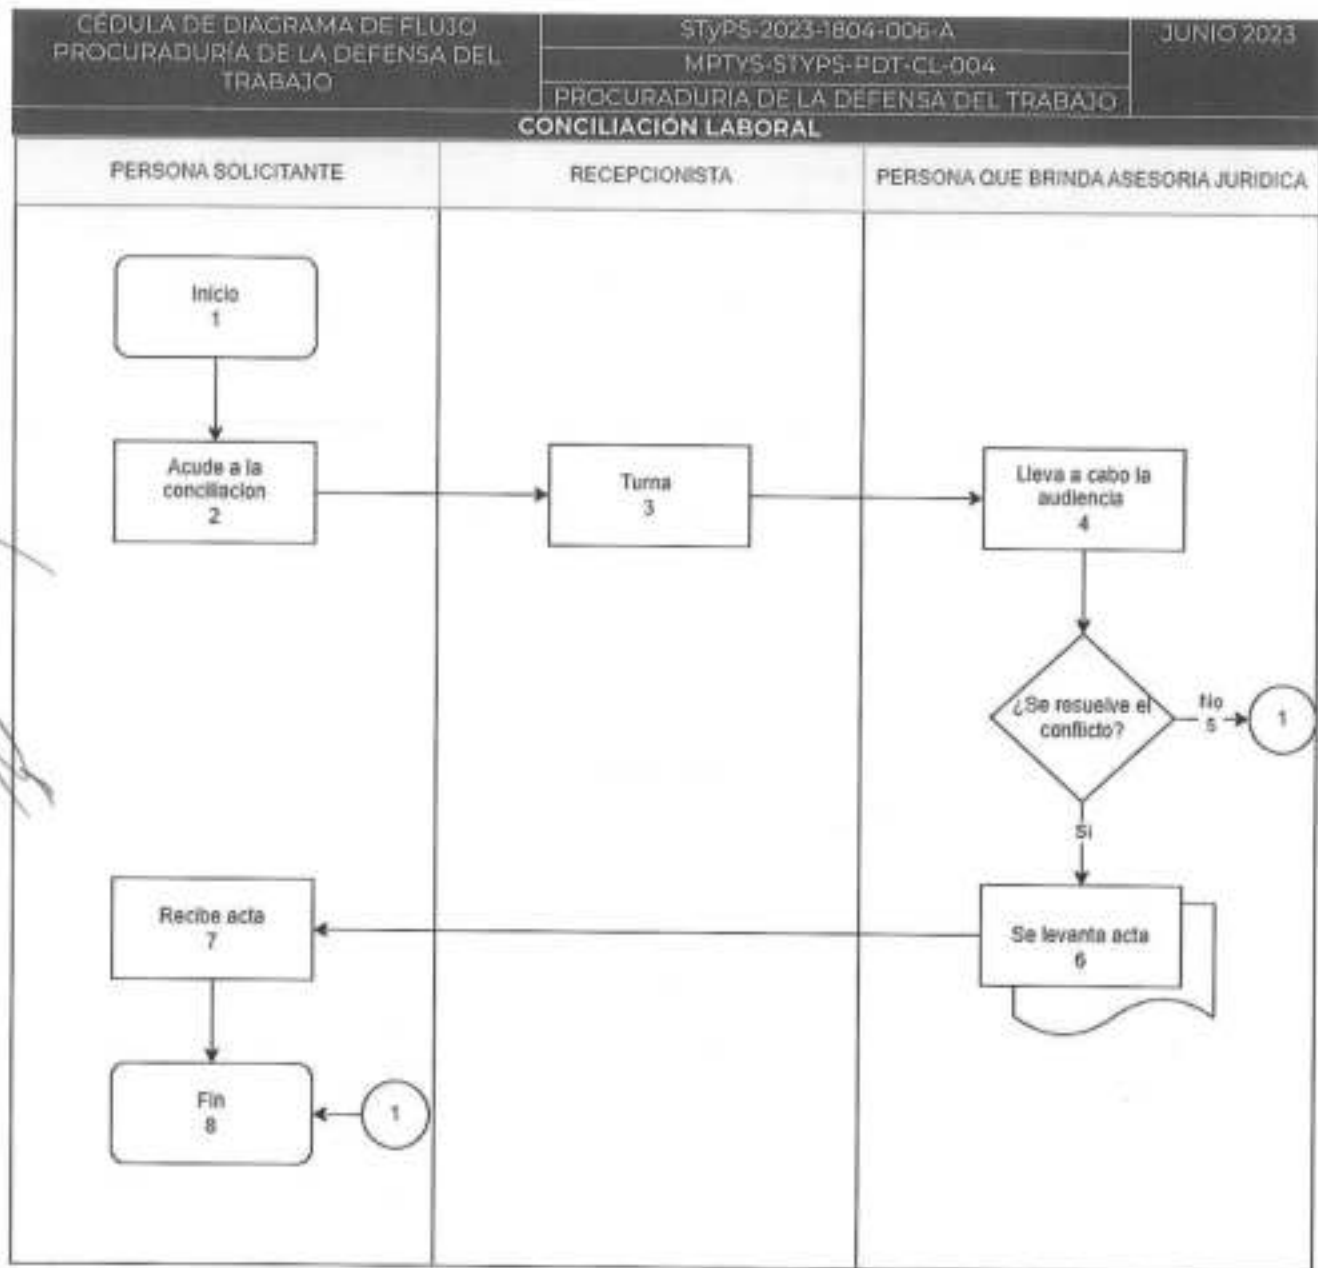 CÉDULA DE DIAGRAMA DE FLUJO
PROCURADURÍA DE LA DEFENSA DEL
TRABAJO
STyPS-2023-1804-006-A
MPTYS-STYPS-PDT-CL-004
PROCURADURIA DE LA DEFENSA DEL TRABAJO
JUNIO 2023
CONCILIACIÓN LABORAL
PERSONA SOLICITANTE
RECEPCIONISTA
PERSONA QUE BRINDA ASESORIA JURIDICA
Inicio
1
Acude a la
conciliacion
2
Turna
3
Lleva a cabo la
audiencia
4
¿Se resuelve el
conflicto?
No
5
1
Si
Se levanta acta
6
Recibe acta
7
Fin
8
1